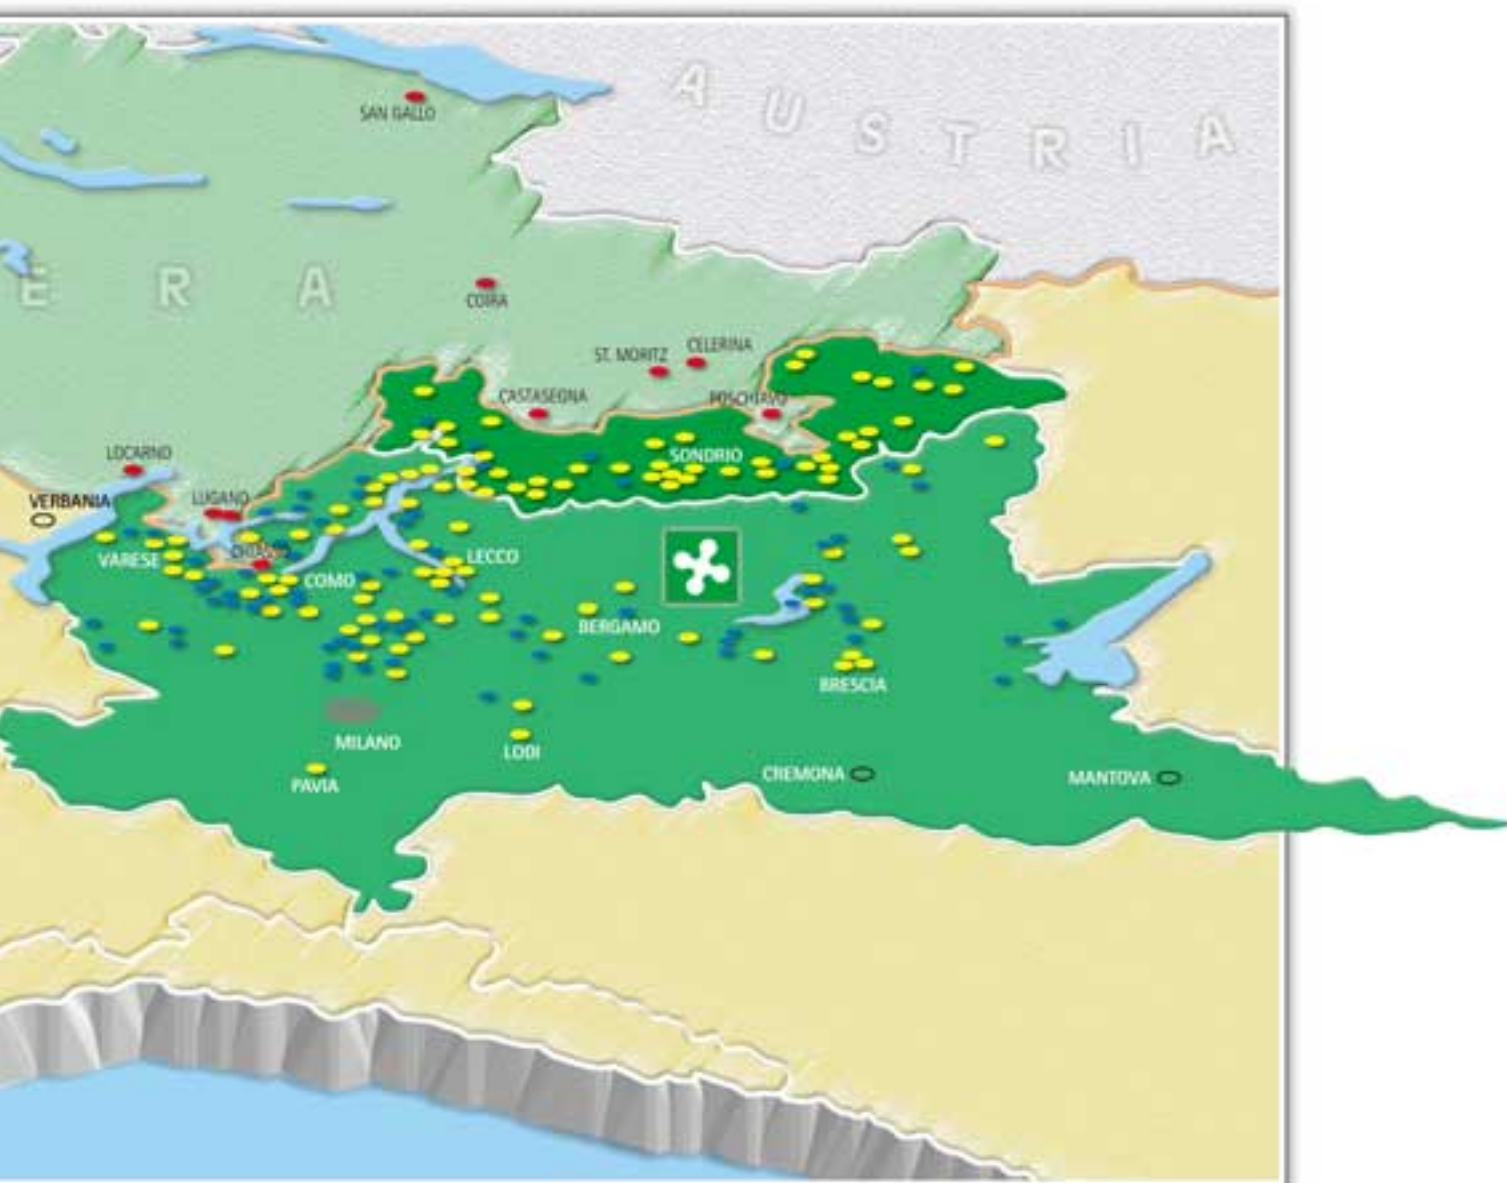 AUSTRIA
SAN GALLO
ERA
COIRA
ST. MORITZ
CELERINA
CASTASEGNA
POSCHIAVO
LOCARNO
SONDRIO
VERBANIA
LUGANO
VARESE
CHIASSO
LECCO
COMO
BERGAMO
BRESCIA
MILANO
LODI
PAVIA
CREMONA
MANTOVA